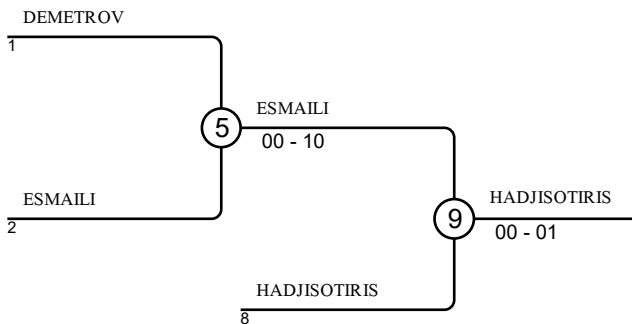 DEMETROV
1
5
ESMAILI
00 - 10
ESMAILI
2
9
HADJISOTIRIS
00 - 01
HADJISOTIRIS
8